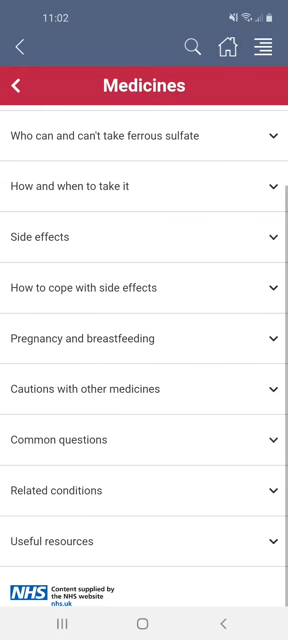 11:02
Medicines
Who can and can't take ferrous sulfate
How and when to take it
Side effects
How to cope with side effects
Pregnancy and breastfeeding
Cautions with other medicines
Common questions
Related conditions
Useful resources
NHS Content supplied by
the NHS website
nhs.uk